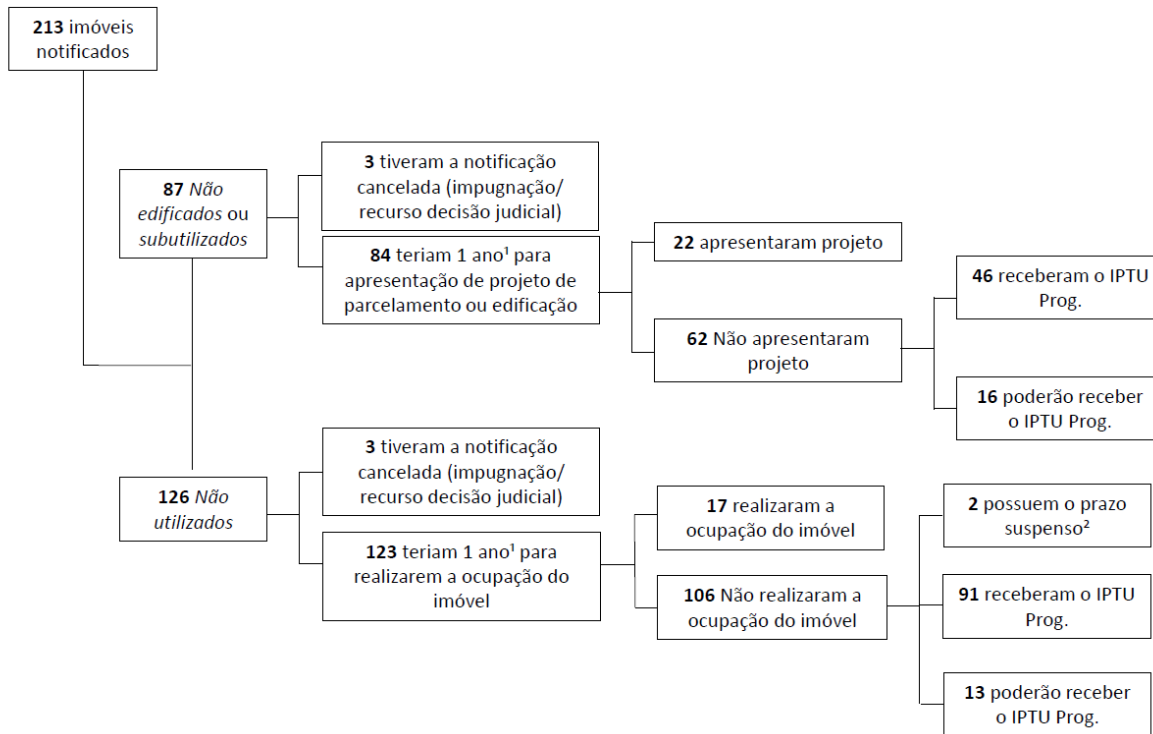 213 imóveis
notificados
87 Não
edificados ou
subutilizados
3 tiveram a notificação
cancelada (impugnação/
recurso decisão judicial)
84 teriam 1 ano¹ para
apresentação de projeto de
parcelamento ou edificação
22 apresentaram projeto
62 Não apresentaram
projeto
46 receberam o IPTU
Prog.
16 poderão receber
o IPTU Prog.
126 Não
utilizados
3 tiveram a notificação
cancelada (impugnação/
recurso decisão judicial)
123 teriam 1 ano¹ para
realizarem a ocupação do
imóvel
17 realizaram a
ocupação do imóvel
106 Não realizaram a
ocupação do imóvel
2 possuem o prazo
suspenso²
91 receberam o IPTU
Prog.
13 poderão receber
o IPTU Prog.